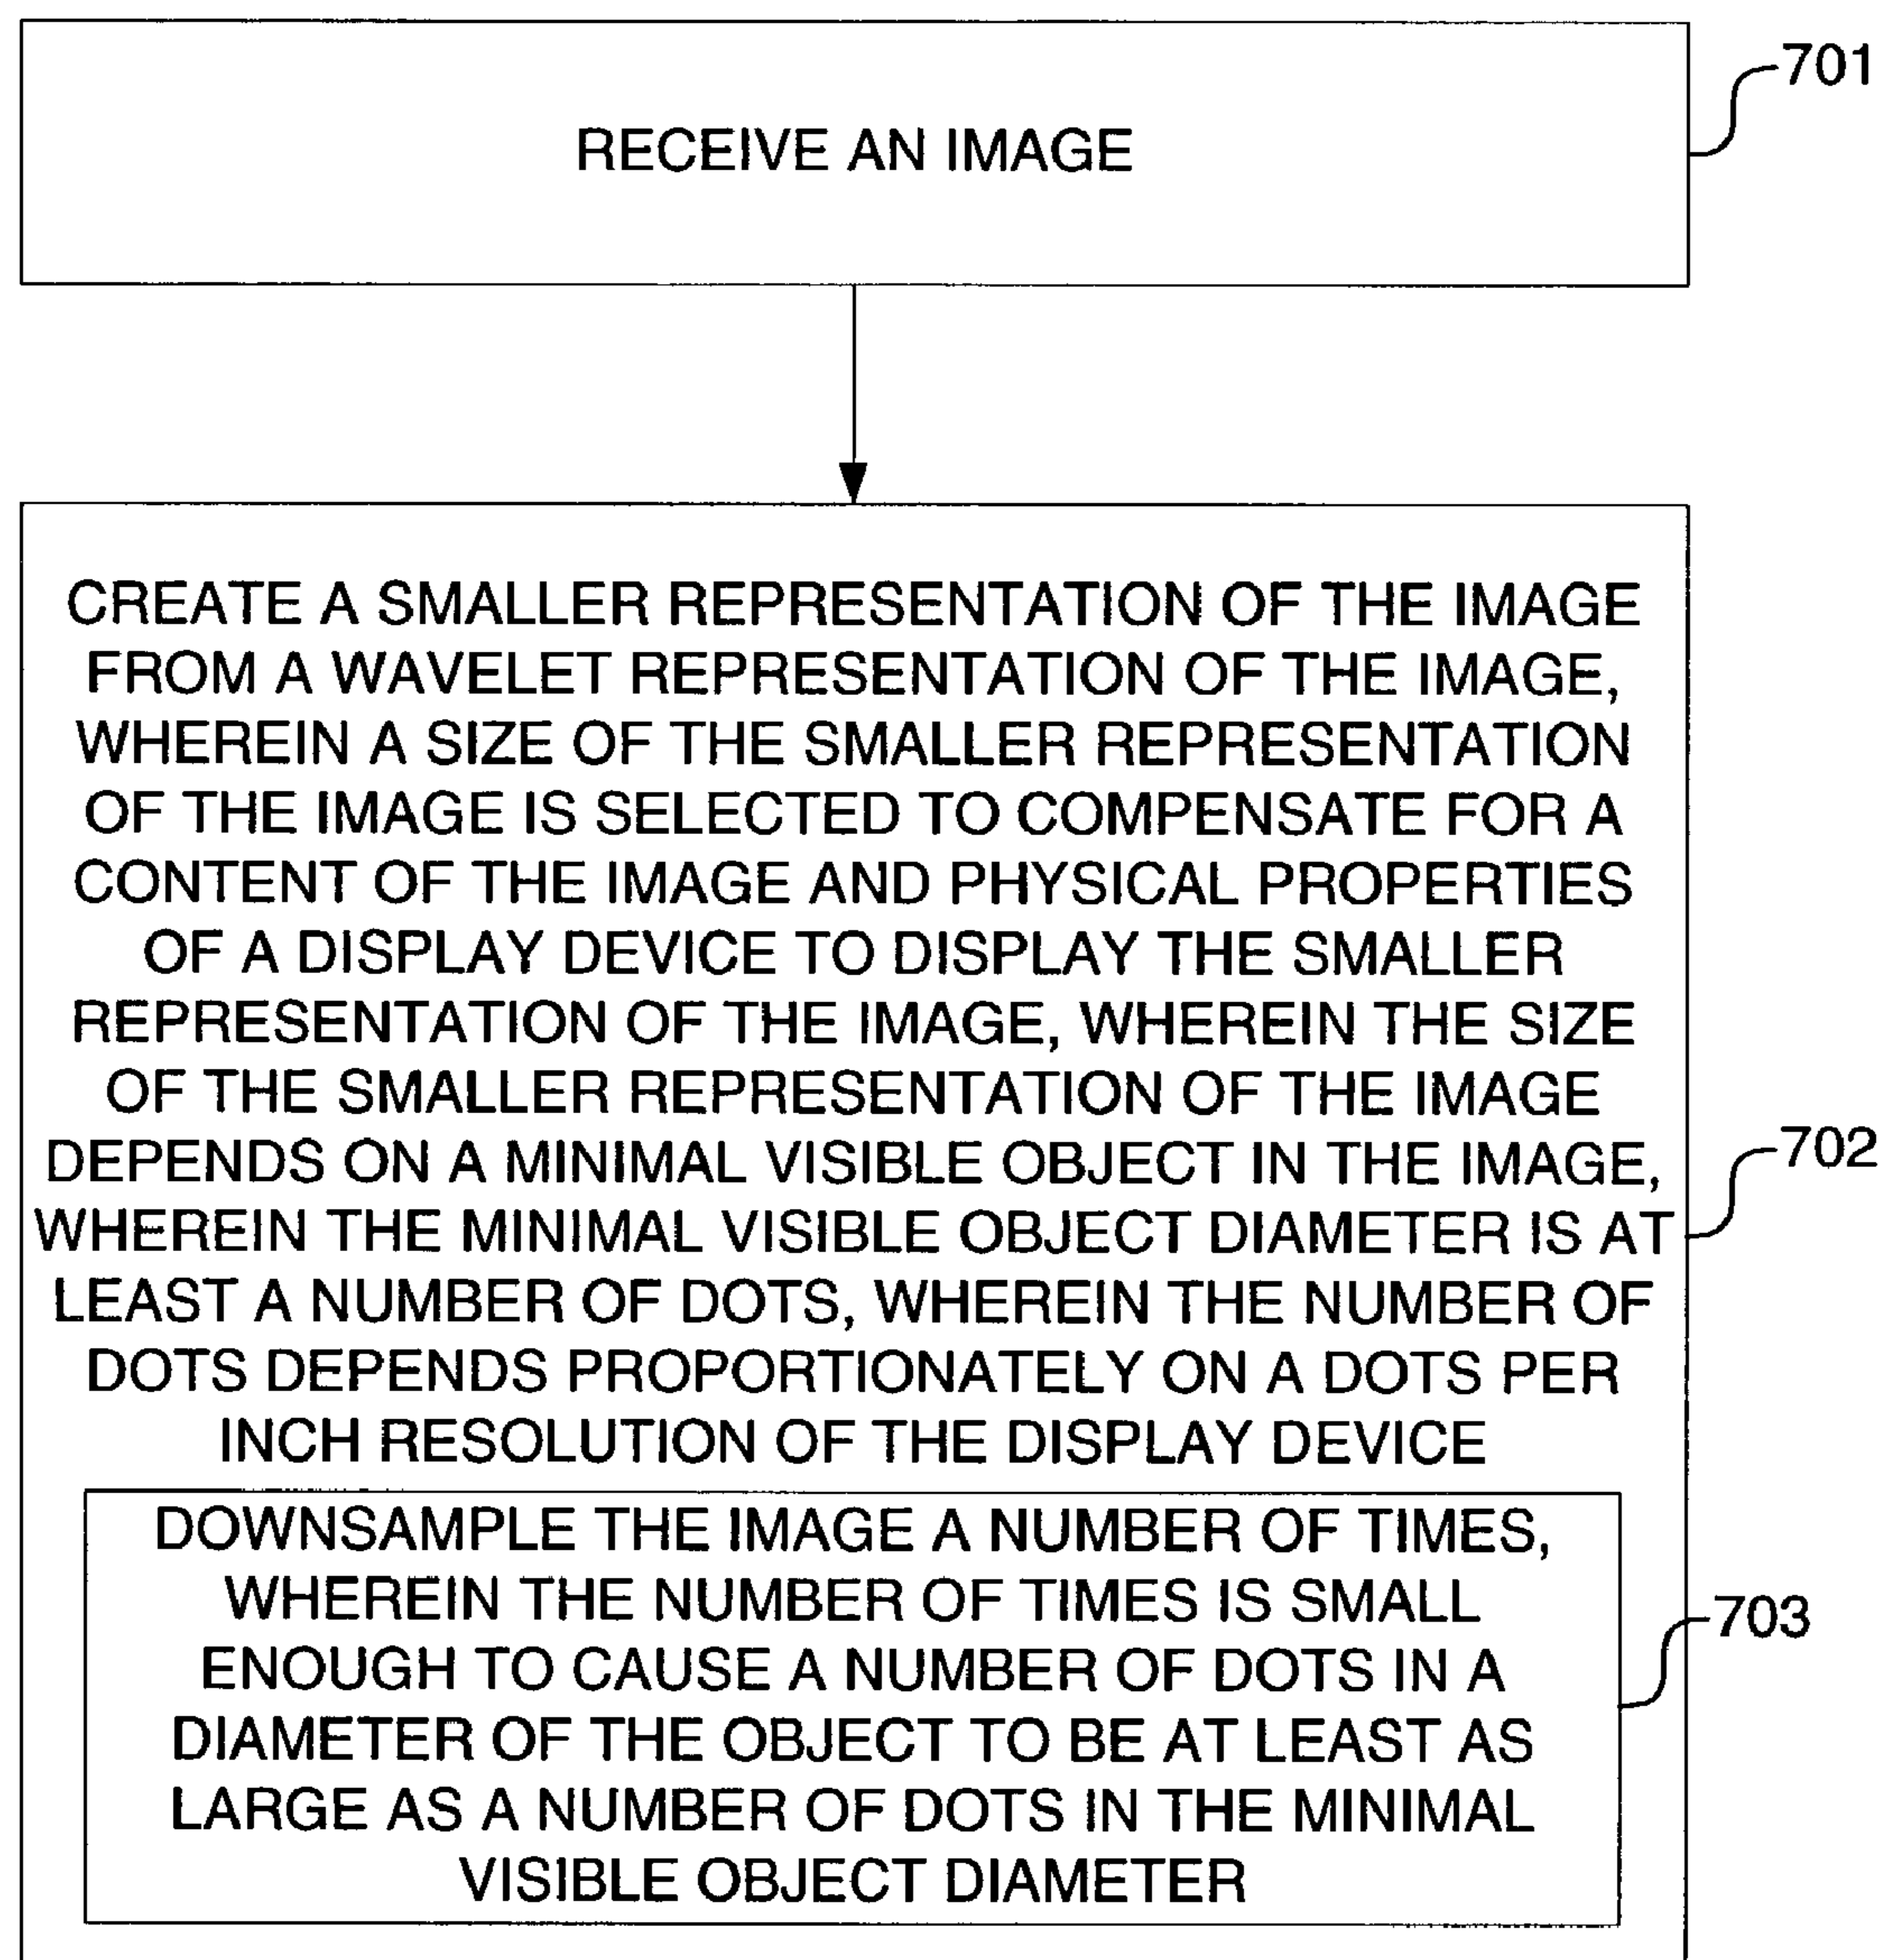 701
RECEIVE AN IMAGE
CREATE A SMALLER REPRESENTATION OF THE IMAGE
FROM A WAVELET REPRESENTATION OF THE IMAGE,
WHEREIN A SIZE OF THE SMALLER REPRESENTATION
OF THE IMAGE IS SELECTED TO COMPENSATE FOR A
CONTENT OF THE IMAGE AND PHYSICAL PROPERTIES
OF A DISPLAY DEVICE TO DISPLAY THE SMALLER
REPRESENTATION OF THE IMAGE, WHEREIN THE SIZE
OF THE SMALLER REPRESENTATION OF THE IMAGE
DEPENDS ON A MINIMAL VISIBLE OBJECT IN THE IMAGE,
702
WHEREIN THE MINIMAL VISIBLE OBJECT DIAMETER IS AT
LEAST A NUMBER OF DOTS, WHEREIN THE NUMBER OF
DOTS DEPENDS PROPORTIONATELY ON A DOTS PER
INCH RESOLUTION OF THE DISPLAY DEVICE
DOWNSAMPLE THE IMAGE A NUMBER OF TIMES,
WHEREIN THE NUMBER OF TIMES IS SMALL
703
ENOUGH TO CAUSE A NUMBER OF DOTS IN A
DIAMETER OF THE OBJECT TO BE AT LEAST AS
LARGE AS A NUMBER OF DOTS IN THE MINIMAL
VISIBLE OBJECT DIAMETER